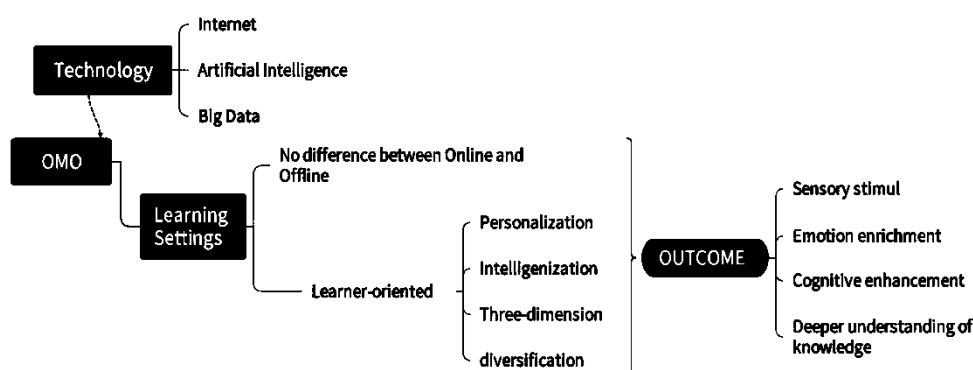 Internet
Technology
Artificial Intelligence
Big Data
OMO
No difference between Online and
Offline
Learning
Settings
Learner-oriented
Personalization
Intelligenization
Three-dimension
diversification
OUTCOME
Sensory stimul
Emotion enrichment
Cognitive enhancement
Deeper understanding of
knowledge